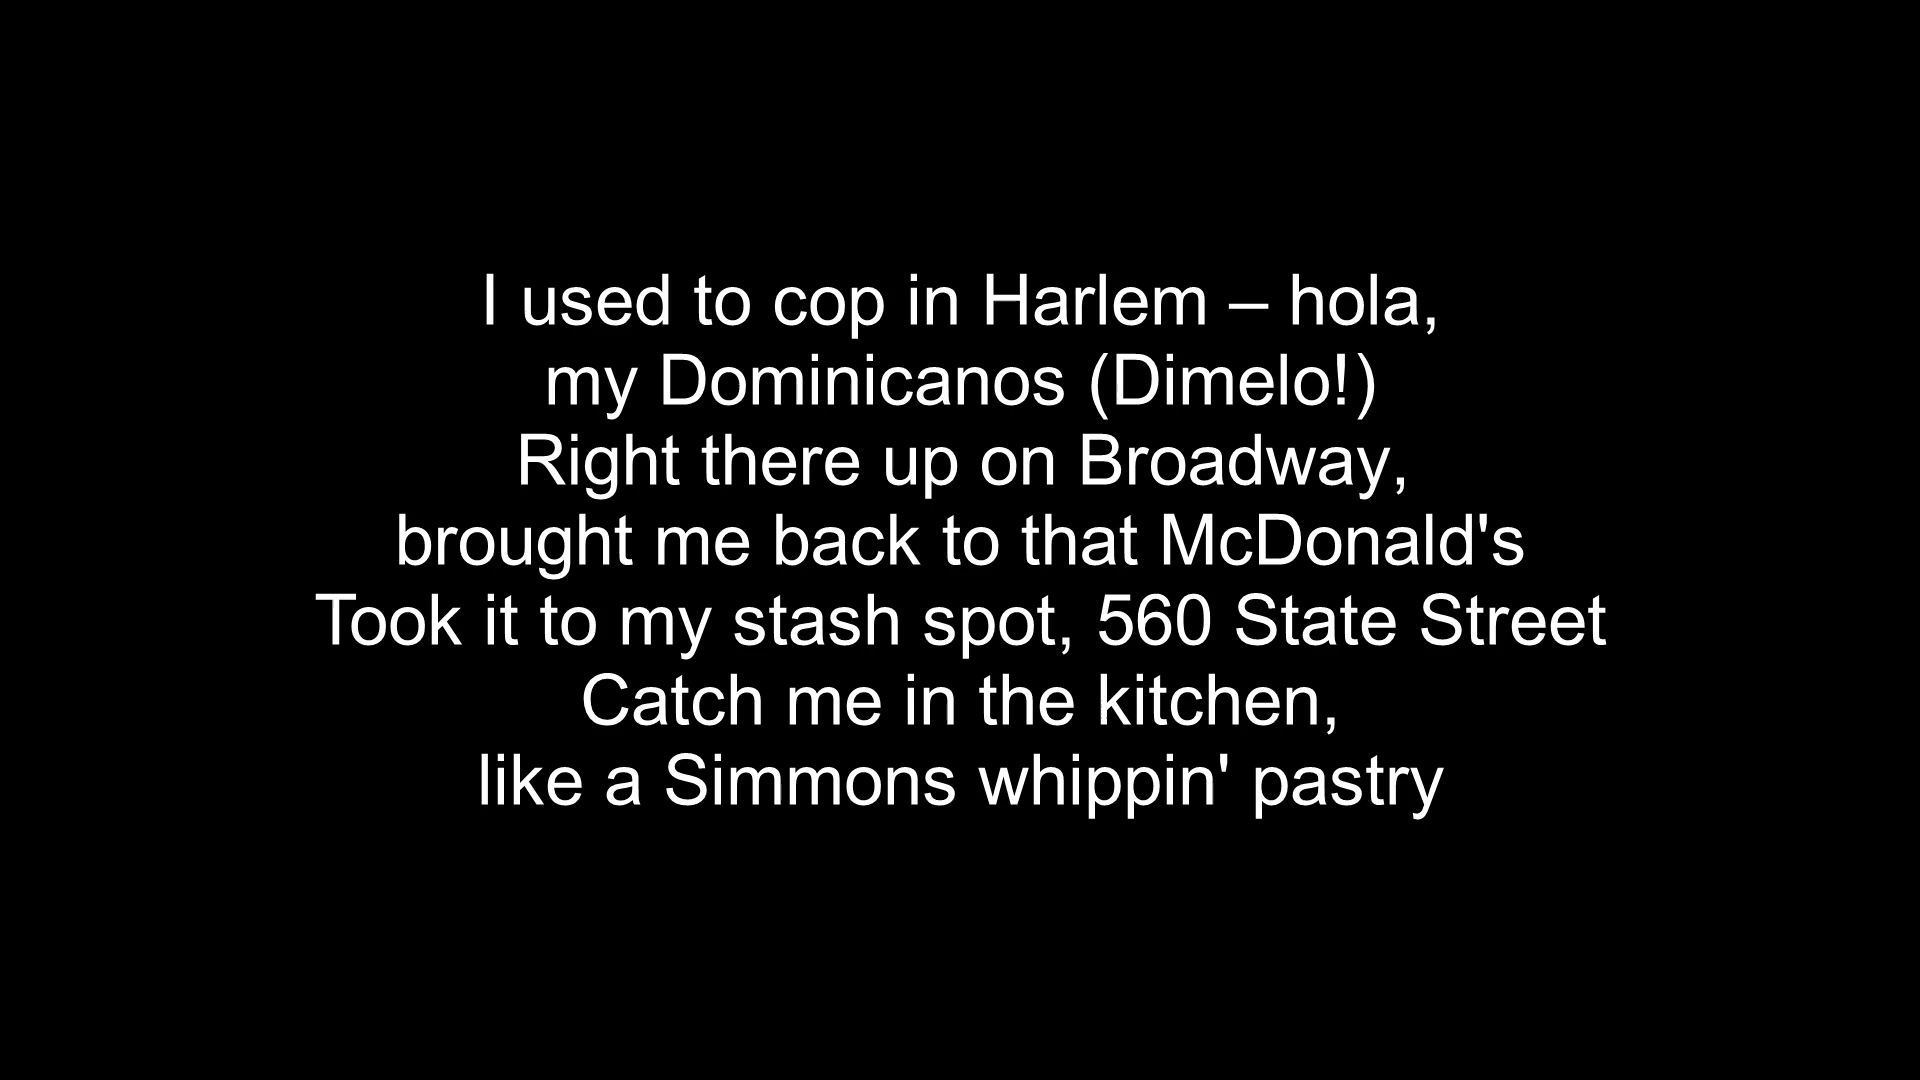 I used to cop in Harlem – hola,
my Dominicanos (Dimelo!)
Right there up on Broadway,
brought me back to that McDonald's
Took it to my stash spot, 560 State Street
Catch me in the kitchen,
like a Simmons whippin' pastry